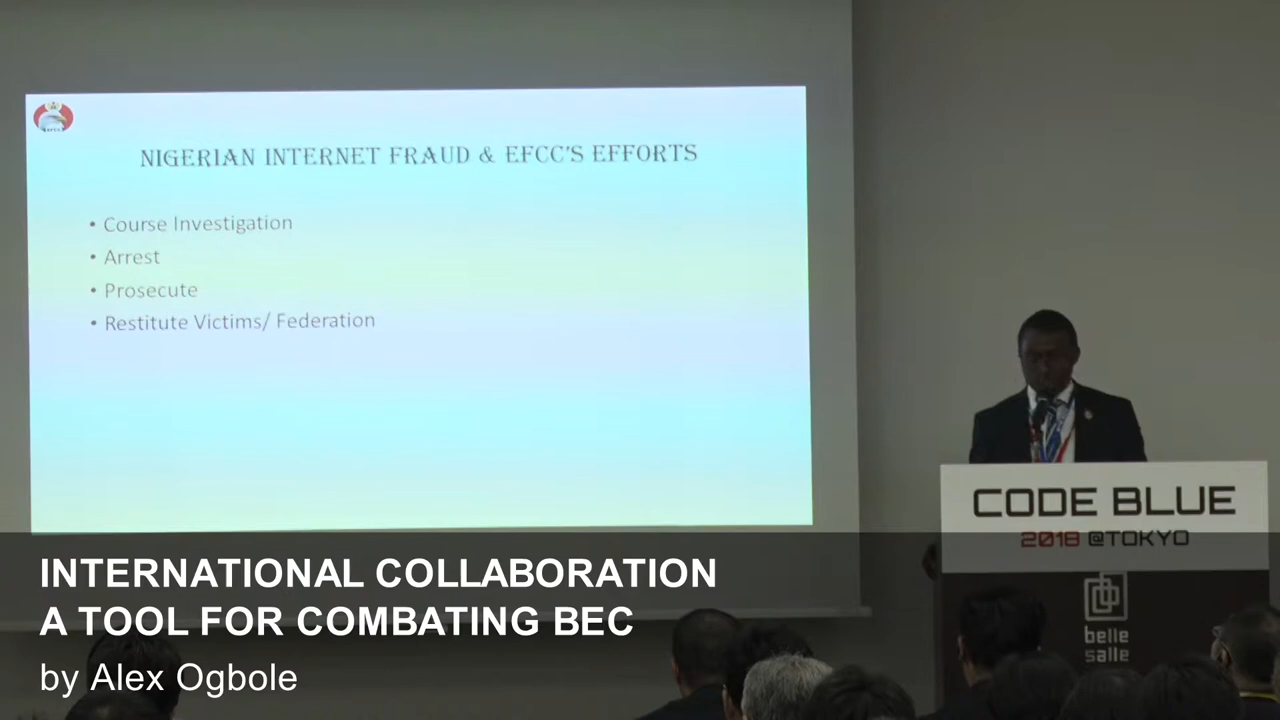 NIGERIAN INTERNET FRAUD & EFCC'S EFFORTS
• Course Investigation
• Arrest
• Prosecute
• Restitute Victims/ Federation
CODE BLUE
2018 @TOKYO
belle
salle
INTERNATIONAL COLLABORATION
A TOOL FOR COMBATING BEC
by Alex Ogbole